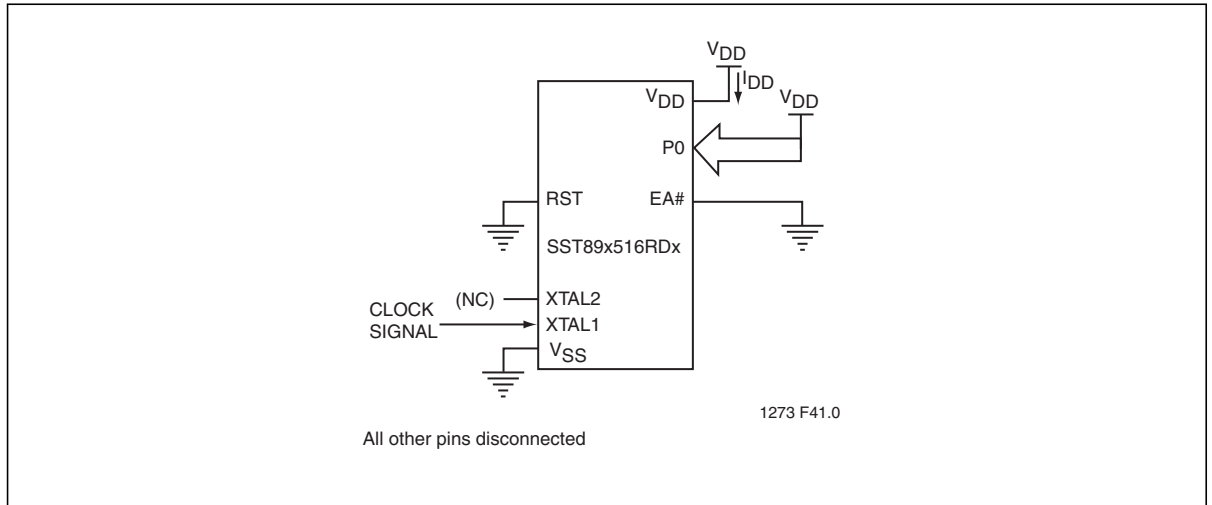 VDD
IDD
VDD
VDD
P0
RST
EA#
SST89x516RDx
(NC)
XTAL2
CLOCK
SIGNAL
XTAL1
VSS
1273 F41.0
All other pins disconnected